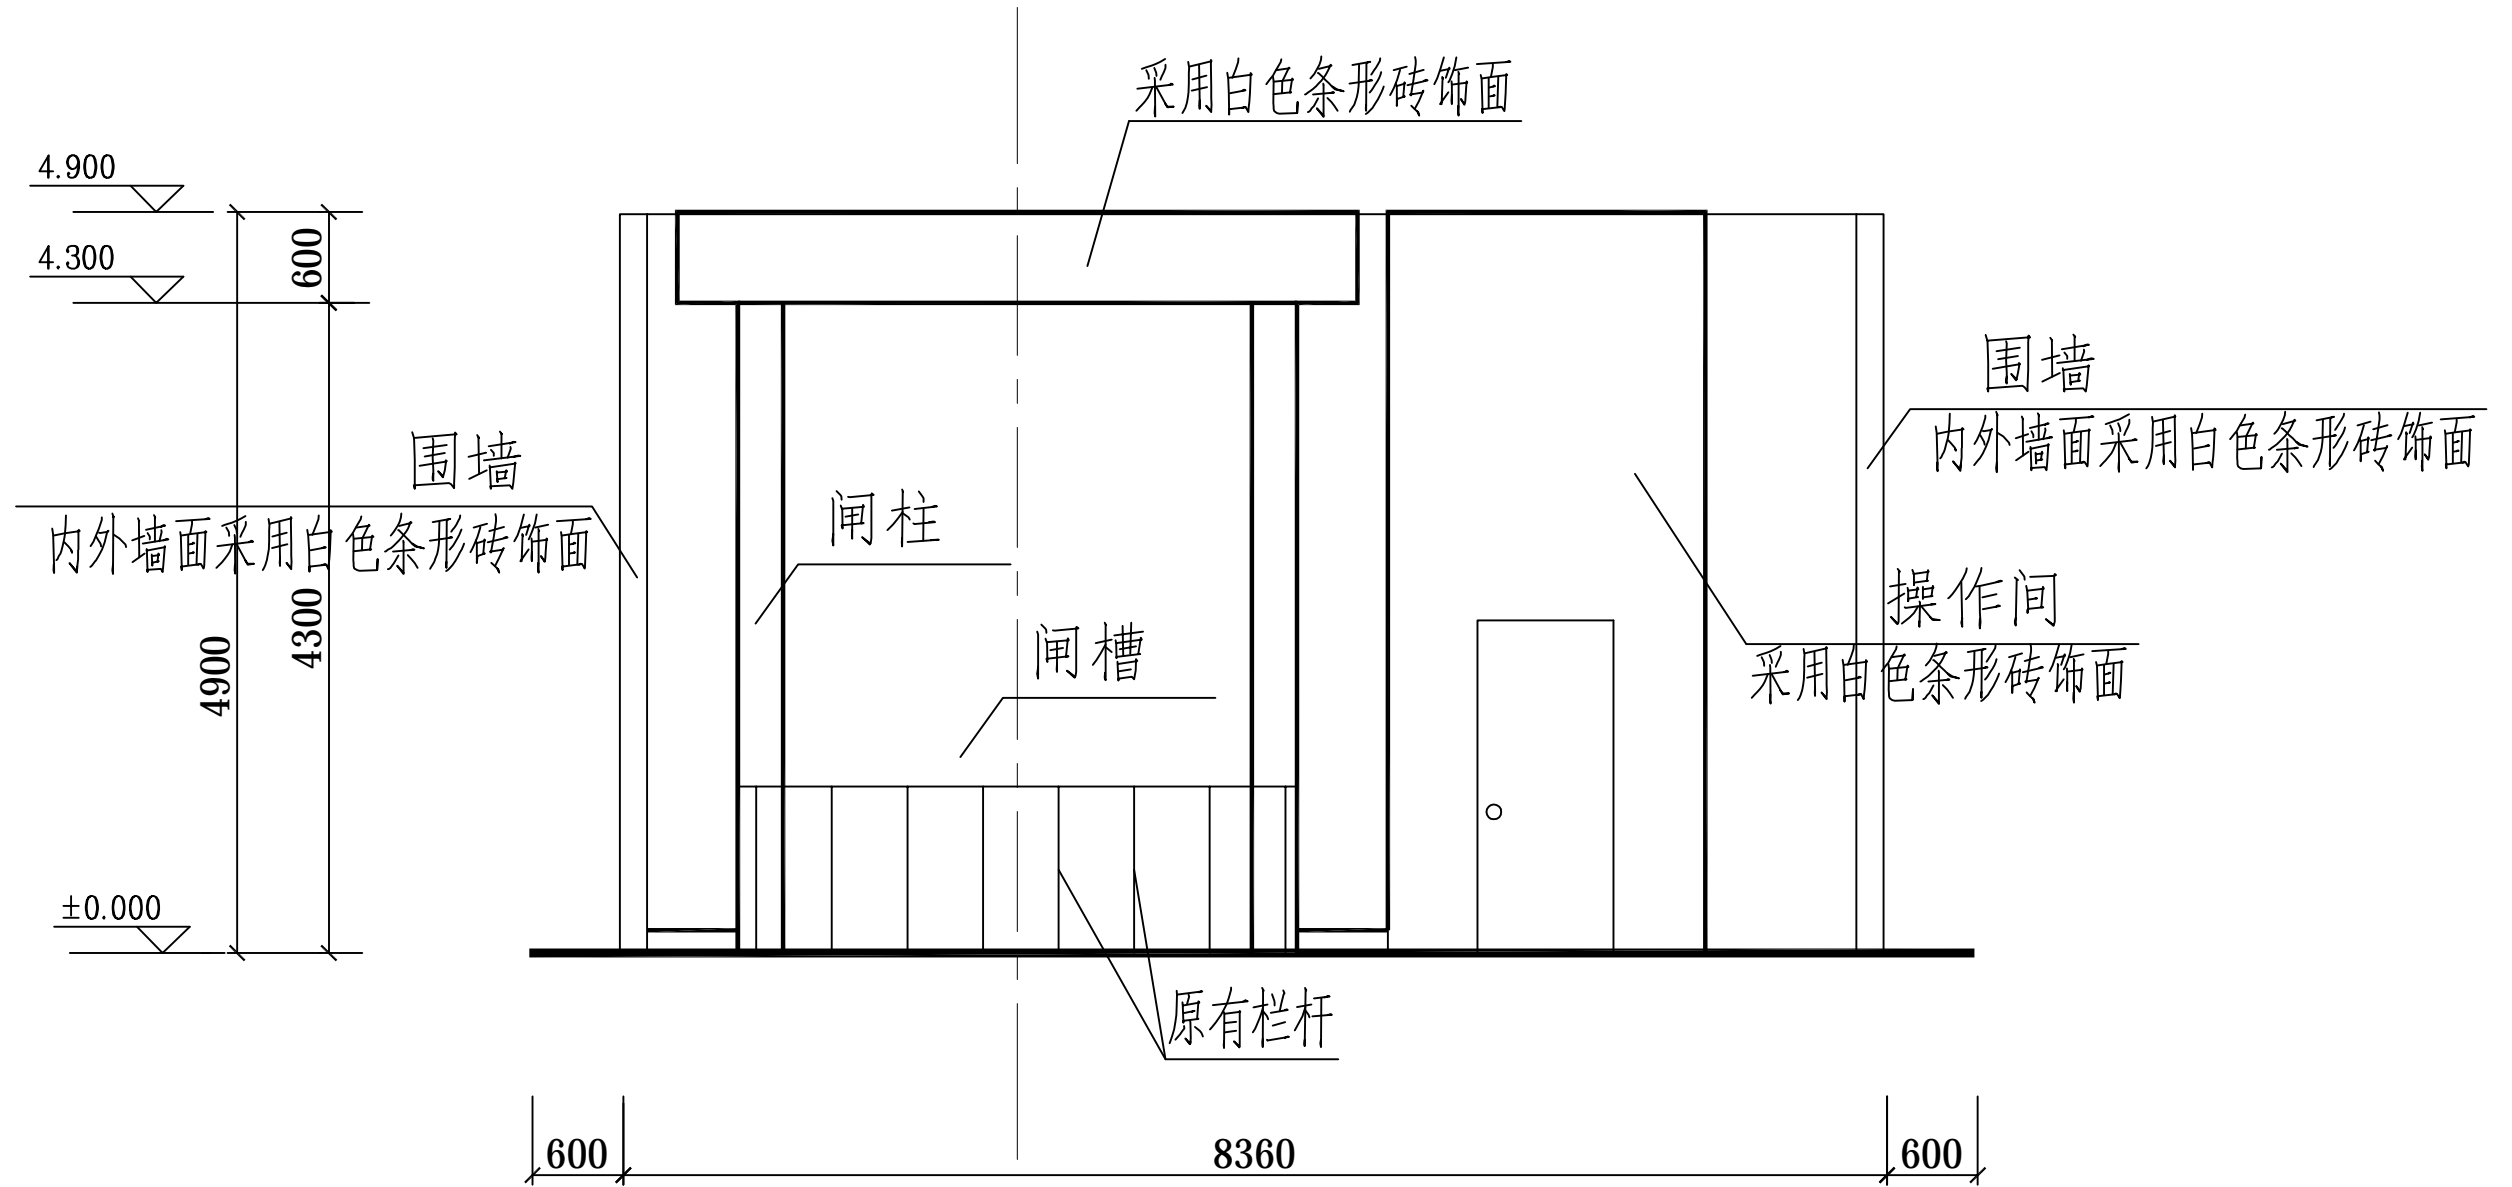 采用白色条形砖饰面
4.900
4.300
600
围墙
内外墙面采用白色条形砖饰面
围墙
内外墙面采用白色条形砖饰面
闸柱
操作间
采用白色条形砖饰面
闸槽
4900
4300
±0.000
原有栏杆
600
8360
600